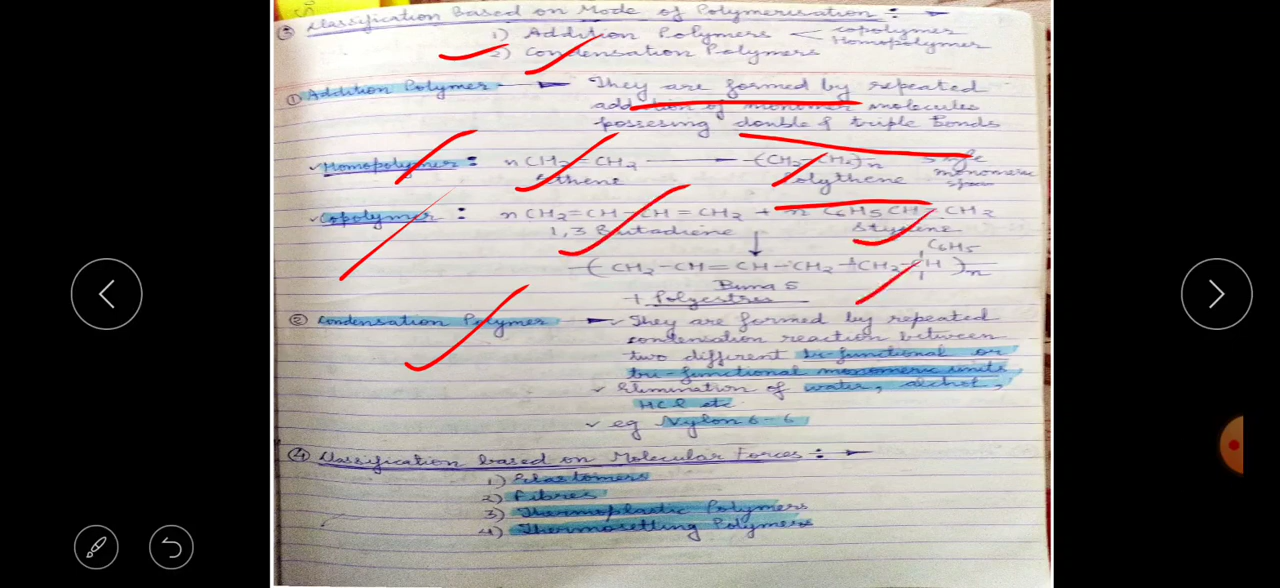 ③ Classification Based on Mode of Polymerisation :
1) Addition Polymers < copolymer
Homopolymer
2) Condensation Polymers
① Addition Polymer → They are formed by repeated
addition of monomer molecules
possesing double & triple Bonds
✓ Homopolymer : n CH2 = CH2 → -(CH2-CH2)n single
Ethene Polythene monomeric
✓ Copolymer : n CH2=CH-CH=CH2 + n C6H5 CH=CH2
1,3 Butadiene Styrene
C6H5
-( CH2-CH=CH-CH2-CH2-CH )n
Buna S
+ Polyestres
② Condensation Polymer → ✓ They are formed by repeated
condensation reaction between
two different bi-functional or
tri-functional monomeric units
✓ Elimination of water, alchol,
HCl etc
✓ eg Nylon 6-6
④ Classification based on Molecular Forces : →
1) Elastomers
2) Fibres
3) Thermoplastic Polymers
4) Thermosetting Polymers